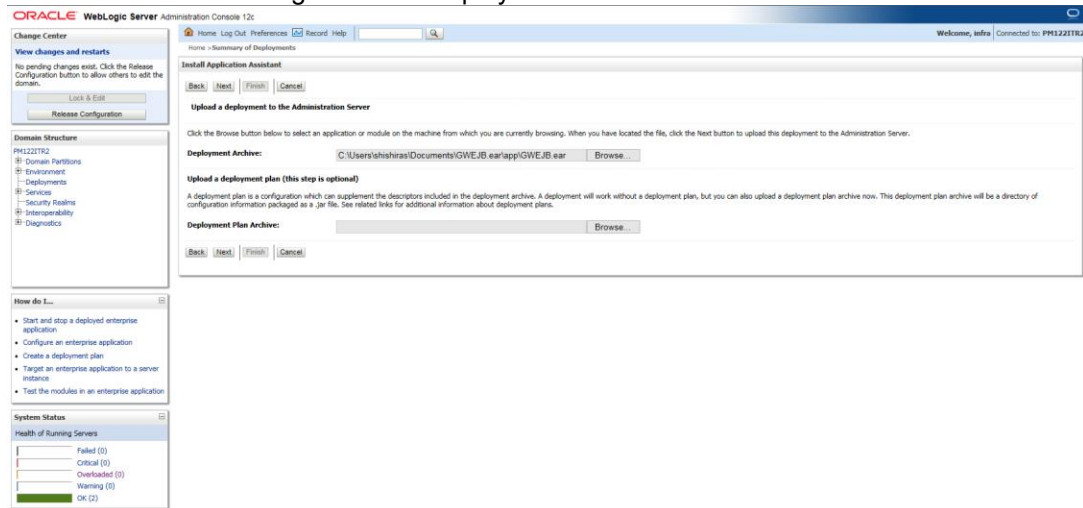 ORACLE WebLogic Server Administration Console 12c
Change Center
View changes and restarts
No pending changes exist. Click the Release
Configuration button to allow others to edit the
domain.
Lock & Edit
Release Configuration
Domain Structure
PM122ITR2
Domain Partitions
Environment
Deployments
Services
Security Realms
Interoperability
Diagnostics
How do I...
Start and stop a deployed enterprise
application
Configure an enterprise application
Create a deployment plan
Target an enterprise application to a server
instance
Test the modules in an enterprise application
System Status
Health of Running Servers
Failed (0)
Critical (0)
Overloaded (0)
Warning (0)
OK (2)
Home Log Out Preferences Record Help
Welcome, infra Connected to: PM122ITR2
Home >Summary of Deployments
Install Application Assistant
Back Next Finish Cancel
Upload a deployment to the Administration Server
Click the Browse button below to select an application or module on the machine from which you are currently browsing. When you have located the file, click the Next button to upload this deployment to the Administration Server.
Deployment Archive: C:\Users\shishiras\Documents\GWEJB.ear\app\GWEJB.ear Browse...
Upload a deployment plan (this step is optional)
A deployment plan is a configuration which can supplement the descriptors included in the deployment archive. A deployment will work without a deployment plan, but you can also upload a deployment plan archive now. This deployment plan archive will be a directory of
configuration information packaged as a .jar file. See related links for additional information about deployment plans.
Deployment Plan Archive: Browse...
Back Next Finish Cancel